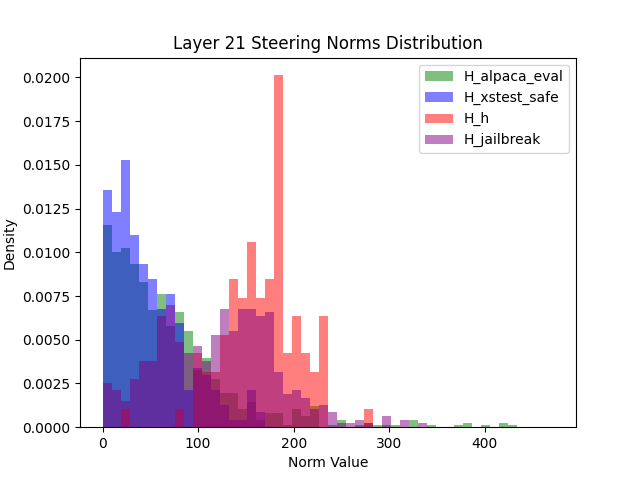 Layer 21 Steering Norms Distribution
H_alpaca_eval
H_xstest_safe
H_h
H_jailbreak
0.0200
0.0175
0.0150
0.0125
0.0100
0.0075
0.0050
0.0025
0.0000
Density
0 100 200 300 400
Norm Value